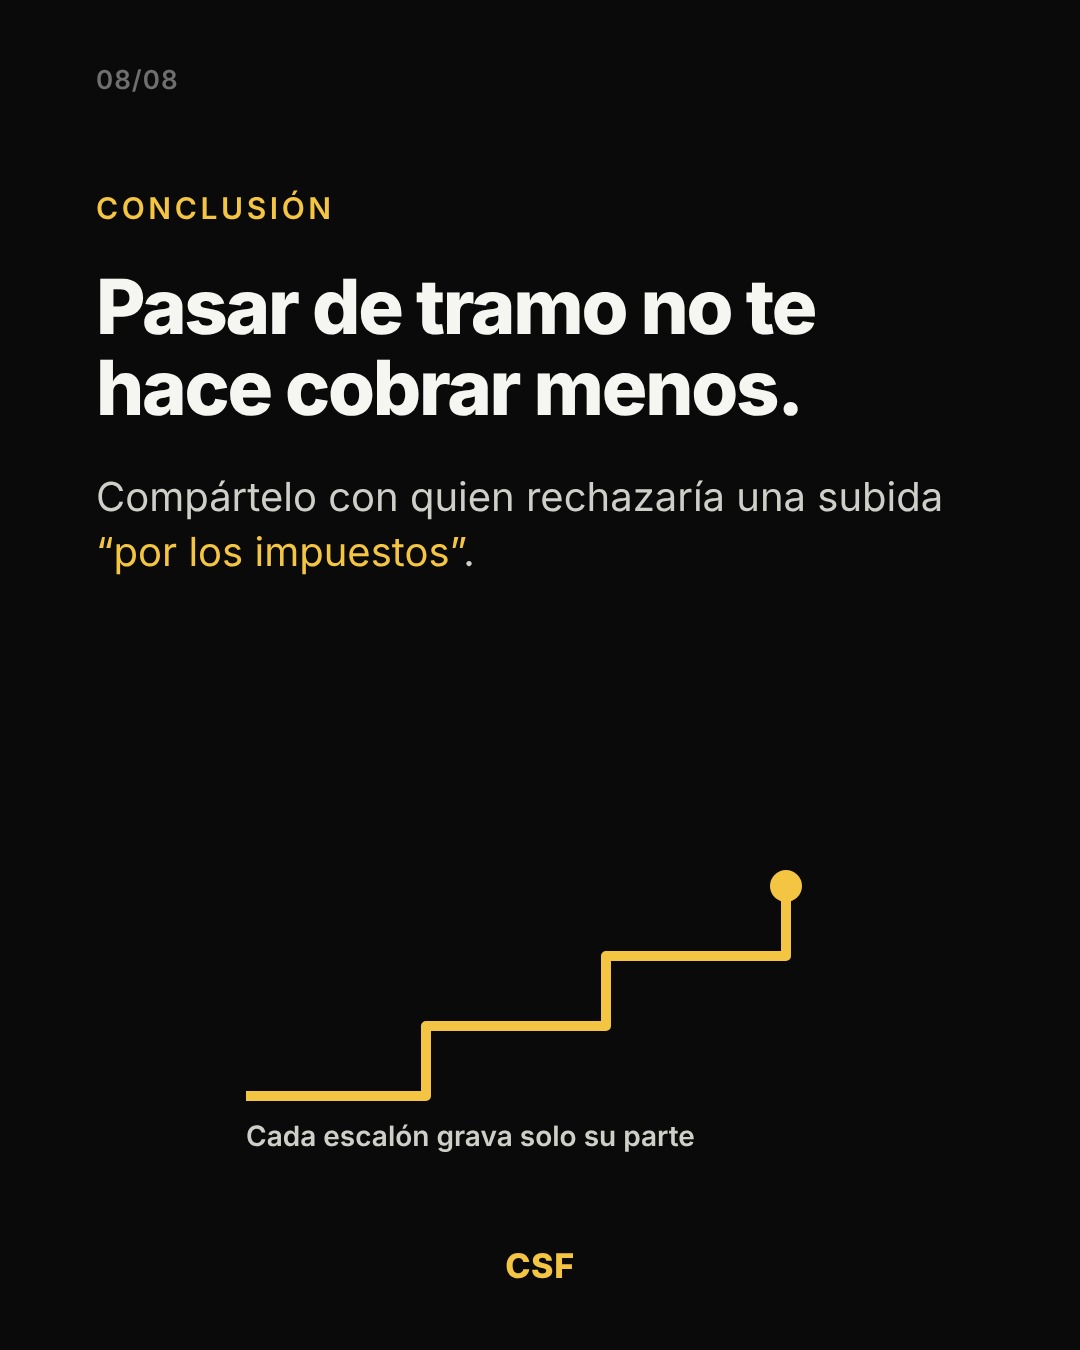 08/08
CONCLUSIÓN
Pasar de tramo no te
hace cobrar menos.
Compártelo con quien rechazaría una subida
“por los impuestos”.
Cada escalón grava solo su parte
CSF